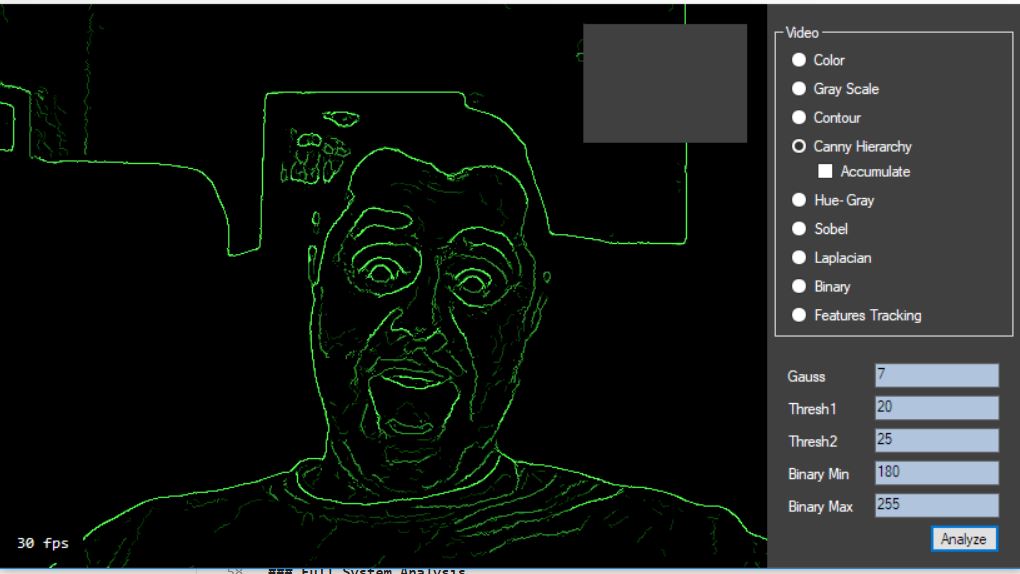 Video
Color
Gray Scale
Contour
Canny Hierarchy
Accumulate
Hue-Gray
Sobel
Laplacian
Binary
Features Tracking
Gauss 7
Thresh1 20
Thresh2 25
Binary Min 180
Binary Max 255
Analyze
30 fps
58 ### Full System Analysis